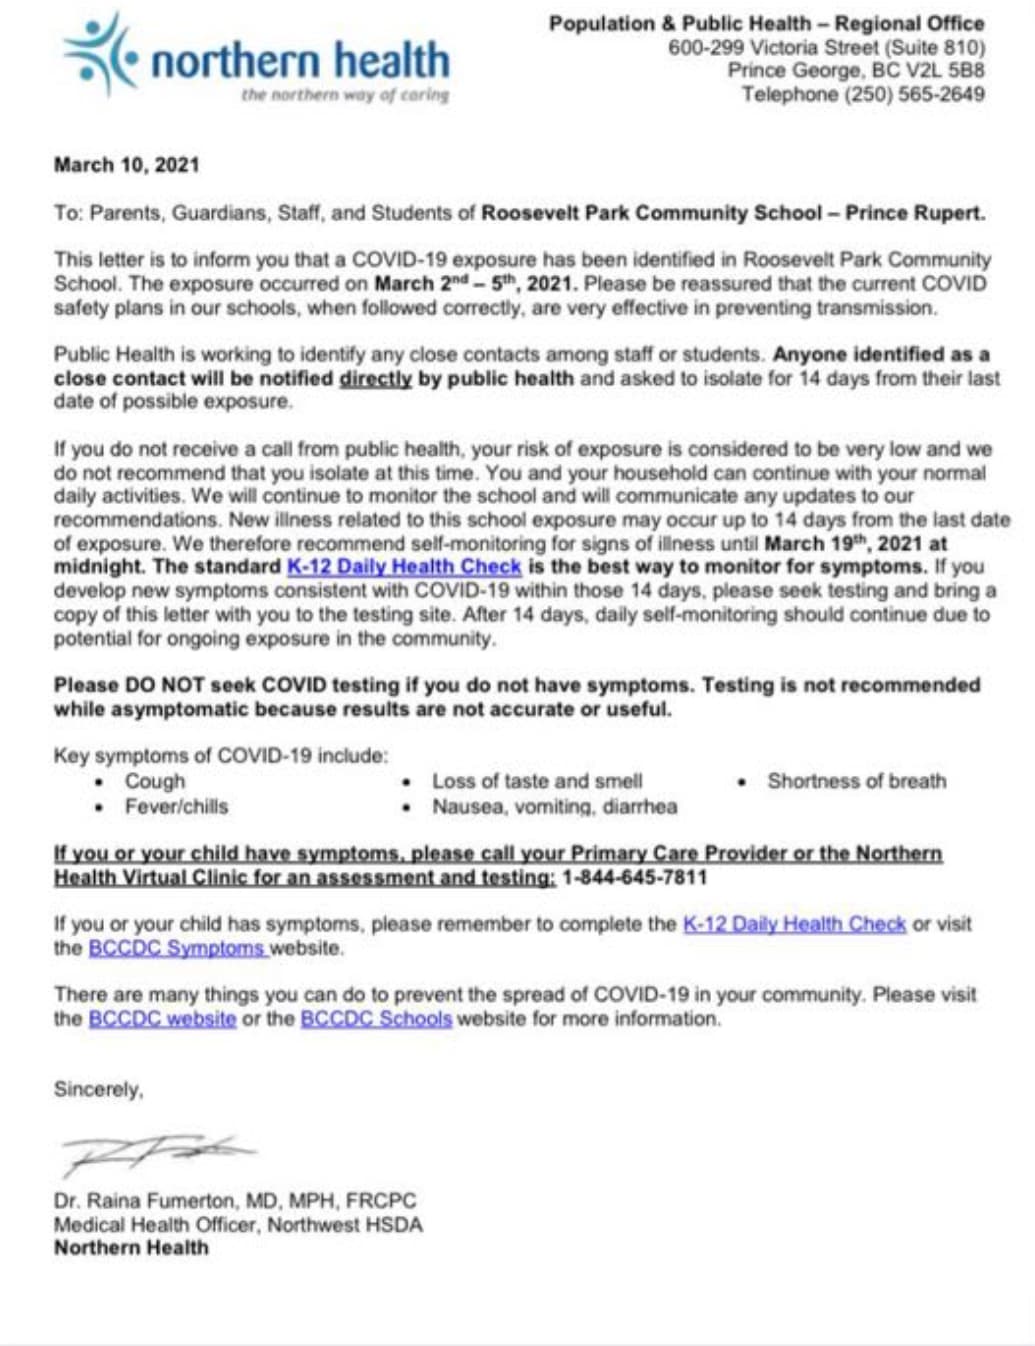 northern health
the northern way of caring
Population & Public Health – Regional Office
600-299 Victoria Street (Suite 810)
Prince George, BC V2L 5B8
Telephone (250) 565-2649
March 10, 2021
To: Parents, Guardians, Staff, and Students of Roosevelt Park Community School – Prince Rupert.
This letter is to inform you that a COVID-19 exposure has been identified in Roosevelt Park Community
School. The exposure occurred on March 2nd – 5th, 2021. Please be reassured that the current COVID
safety plans in our schools, when followed correctly, are very effective in preventing transmission.
Public Health is working to identify any close contacts among staff or students. Anyone identified as a
close contact will be notified directly by public health and asked to isolate for 14 days from their last
date of possible exposure.
If you do not receive a call from public health, your risk of exposure is considered to be very low and we
do not recommend that you isolate at this time. You and your household can continue with your normal
daily activities. We will continue to monitor the school and will communicate any updates to our
recommendations. New illness related to this school exposure may occur up to 14 days from the last date
of exposure. We therefore recommend self-monitoring for signs of illness until March 19th, 2021 at
midnight. The standard K-12 Daily Health Check is the best way to monitor for symptoms. If you
develop new symptoms consistent with COVID-19 within those 14 days, please seek testing and bring a
copy of this letter with you to the testing site. After 14 days, daily self-monitoring should continue due to
potential for ongoing exposure in the community.
Please DO NOT seek COVID testing if you do not have symptoms. Testing is not recommended
while asymptomatic because results are not accurate or useful.
Key symptoms of COVID-19 include:
• Cough • Loss of taste and smell • Shortness of breath
• Fever/chills • Nausea, vomiting, diarrhea
If you or your child have symptoms, please call your Primary Care Provider or the Northern
Health Virtual Clinic for an assessment and testing: 1-844-645-7811
If you or your child has symptoms, please remember to complete the K-12 Daily Health Check or visit
the BCCDC Symptoms website.
There are many things you can do to prevent the spread of COVID-19 in your community. Please visit
the BCCDC website or the BCCDC Schools website for more information.
Sincerely,
Dr. Raina Fumerton, MD, MPH, FRCPC
Medical Health Officer, Northwest HSDA
Northern Health